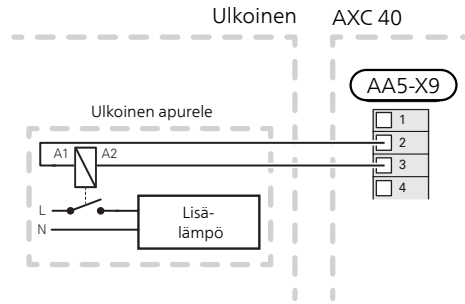 Ulkoinen AXC 40
AA5-X9
Ulkoinen apurele
1
2
3
4
A1 A2
L
N
Lisä-
lämpö